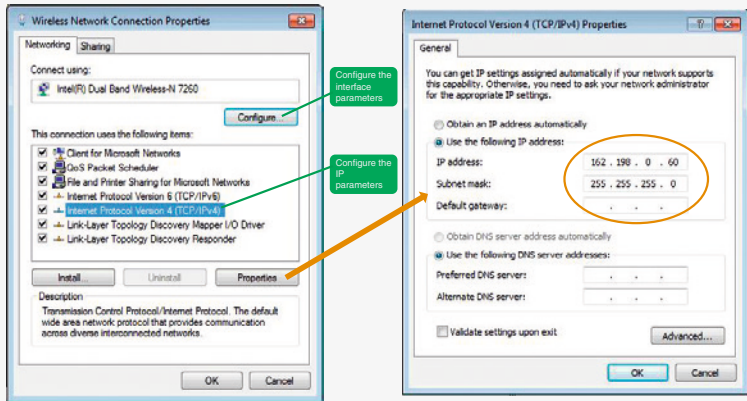 Wireless Network Connection Properties
Networking
Sharing
Connect using:
Intel(R) Dual Band Wireless-N 7260
Configure...
This connection uses the following items:
Client for Microsoft Networks
QoS Packet Scheduler
File and Printer Sharing for Microsoft Networks
Internet Protocol Version 6 (TCP/IPv6)
Internet Protocol Version 4 (TCP/IPv4)
Link-Layer Topology Discovery Mapper I/O Driver
Link-Layer Topology Discovery Responder
Install...
Uninstall
Properties
Description
Transmission Control Protocol/Internet Protocol. The default
wide area network protocol that provides communication
across diverse interconnected networks.
OK
Cancel
Configure the
interface
parameters
Configure the
IP
parameters
Internet Protocol Version 4 (TCP/IPv4) Properties
General
You can get IP settings assigned automatically if your network supports
this capability. Otherwise, you need to ask your network administrator
for the appropriate IP settings.
Obtain an IP address automatically
Use the following IP address:
IP address: 162 . 198 . 0 . 60
Subnet mask: 255 . 255 . 255 . 0
Default gateway: . . .
Obtain DNS server address automatically
Use the following DNS server addresses:
Preferred DNS server: . . .
Alternate DNS server: . . .
Validate settings upon exit
Advanced...
OK
Cancel